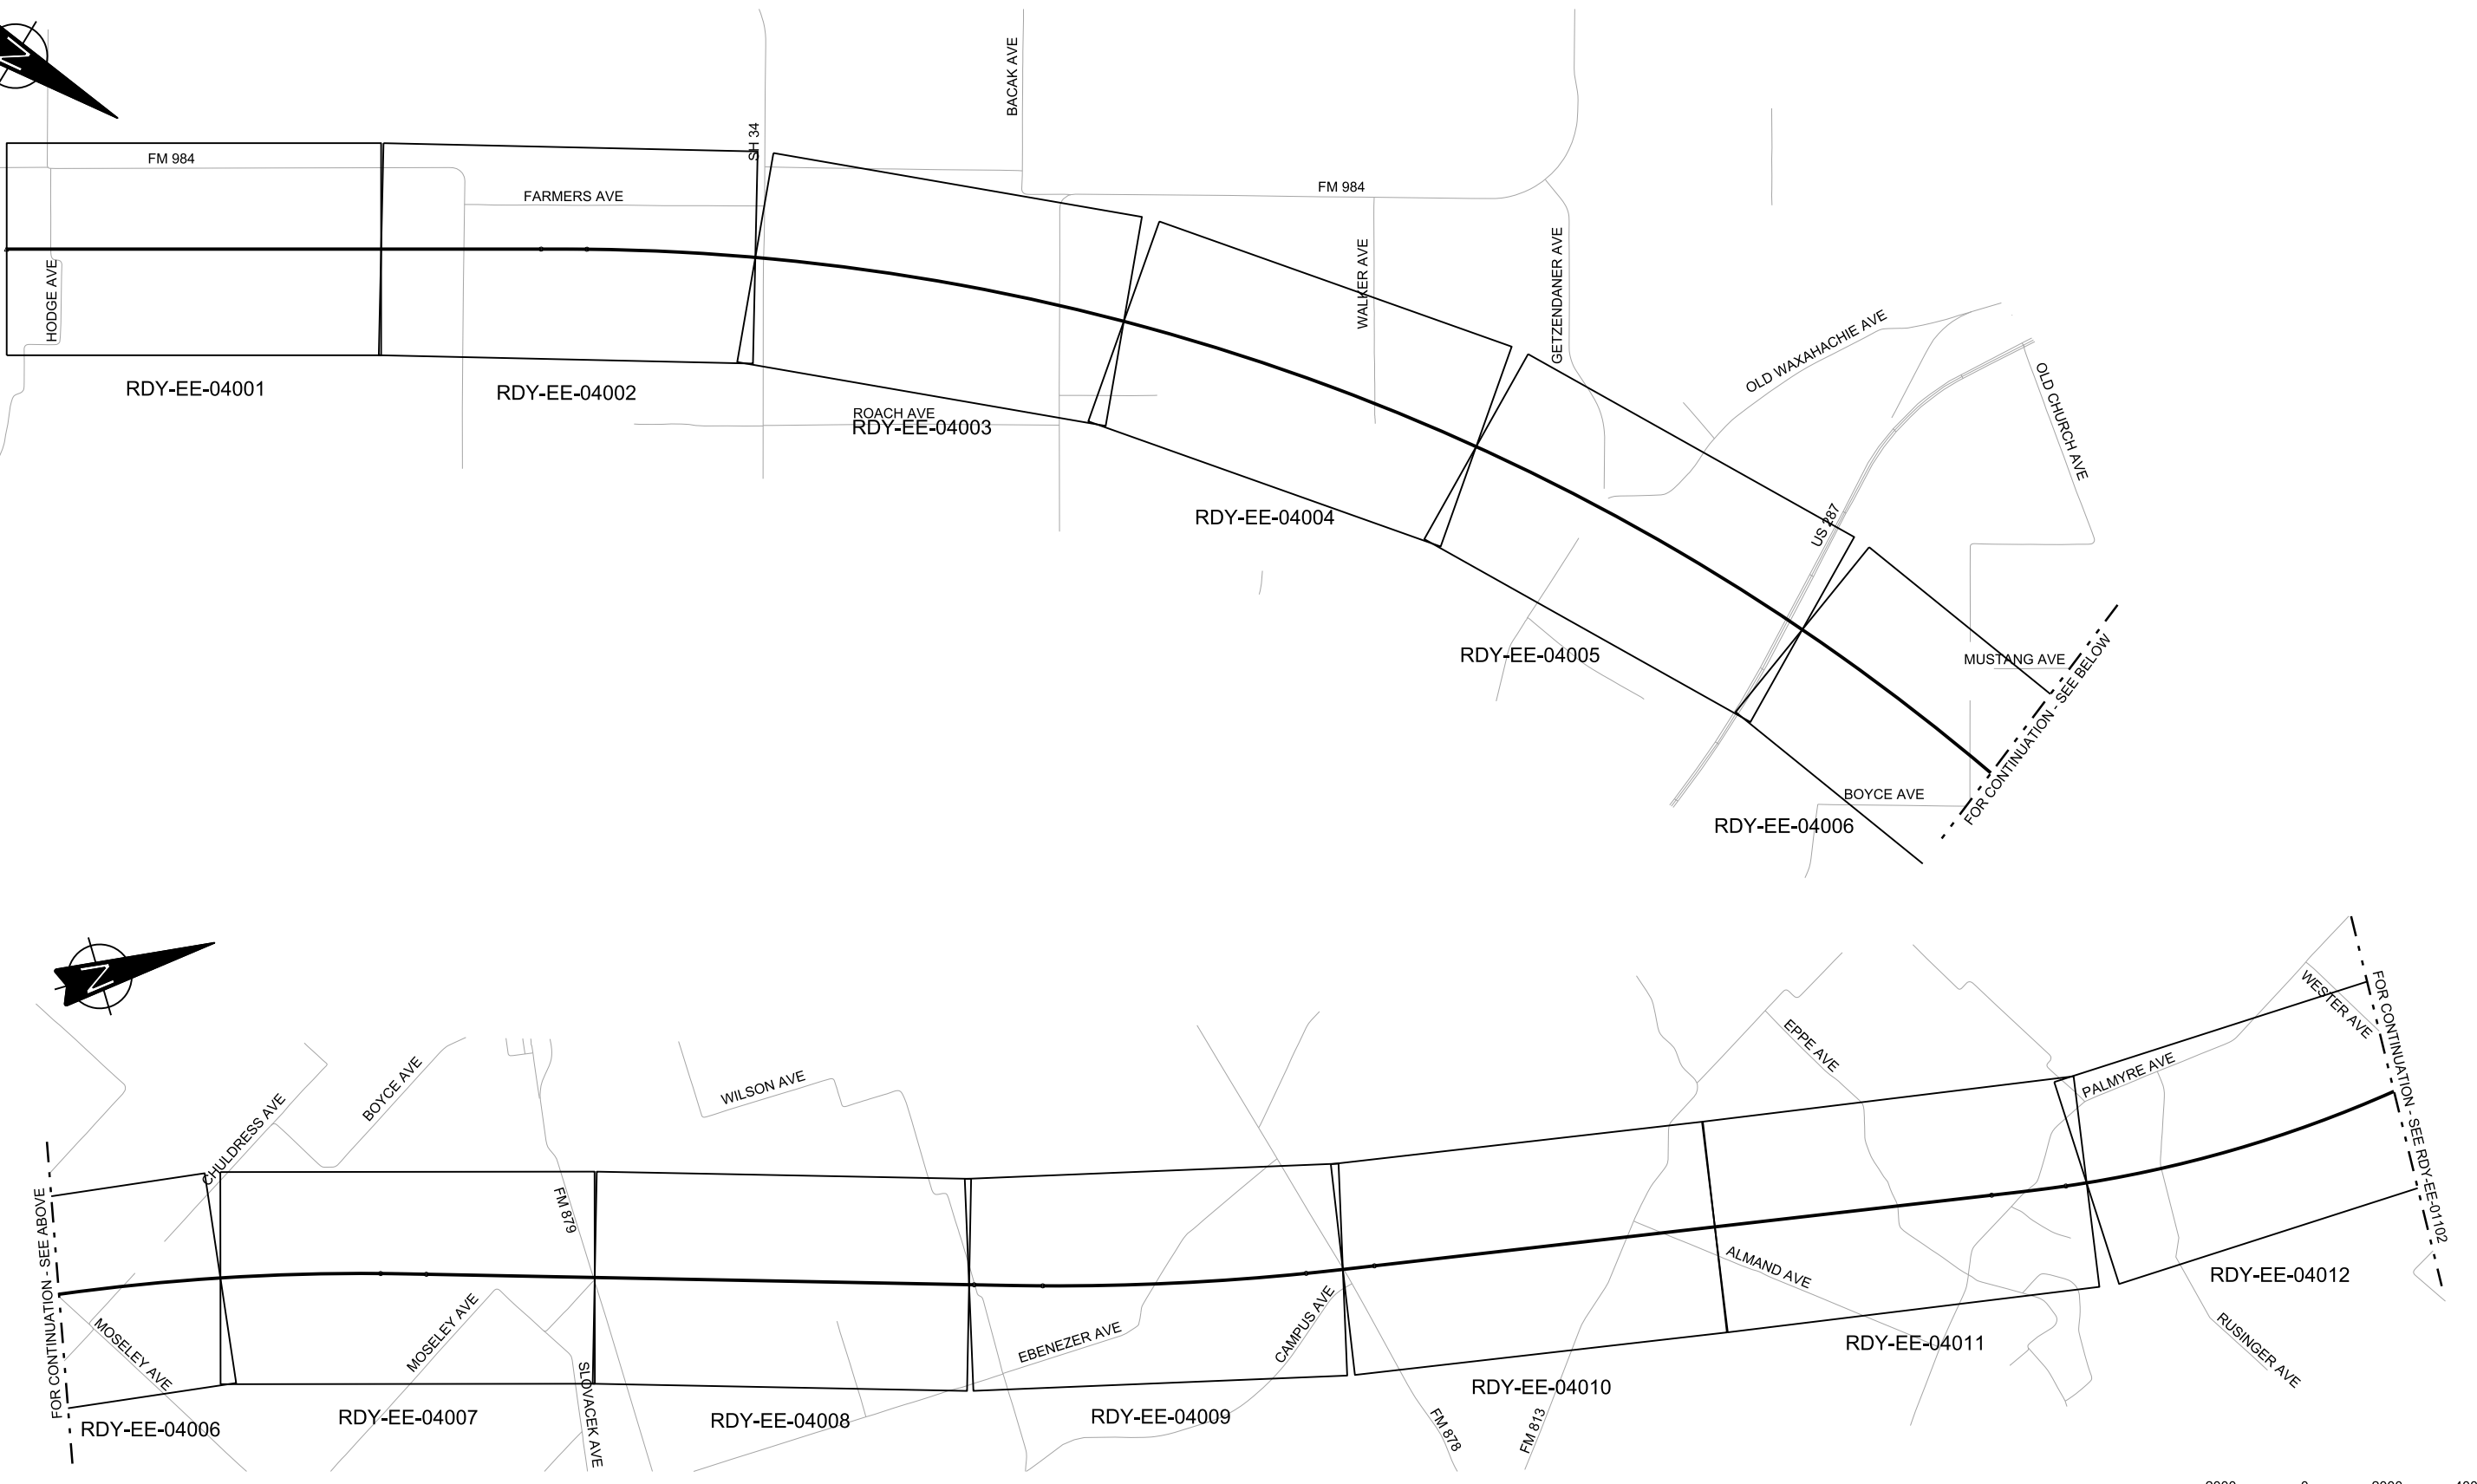 N
BACAK AVE
SH 34
FM 984
FARMERS AVE
FM 984
HODGE AVE
WALKER AVE
GETZENDANER AVE
OLD WAXAHACHIE AVE
OLD CHURCH AVE
RDY-EE-04001
RDY-EE-04002
ROACH AVE
RDY-EE-04003
RDY-EE-04004
US 287
RDY-EE-04005
MUSTANG AVE
FOR CONTINUATION - SEE BELOW
BOYCE AVE
RDY-EE-04006
N
FOR CONTINUATION - SEE ABOVE
CHULDRESS AVE
BOYCE AVE
WILSON AVE
FM 879
EPPE AVE
PALMYRE AVE
WESTER AVE
FOR CONTINUATION - SEE RDY-EE-01102
MOSELEY AVE
MOSELEY AVE
SLOVACEK AVE
EBENEZER AVE
CAMPUS AVE
ALMAND AVE
RUSINGER AVE
FM 878
FM 813
RDY-EE-04006
RDY-EE-04007
RDY-EE-04008
RDY-EE-04009
RDY-EE-04010
RDY-EE-04011
RDY-EE-04012